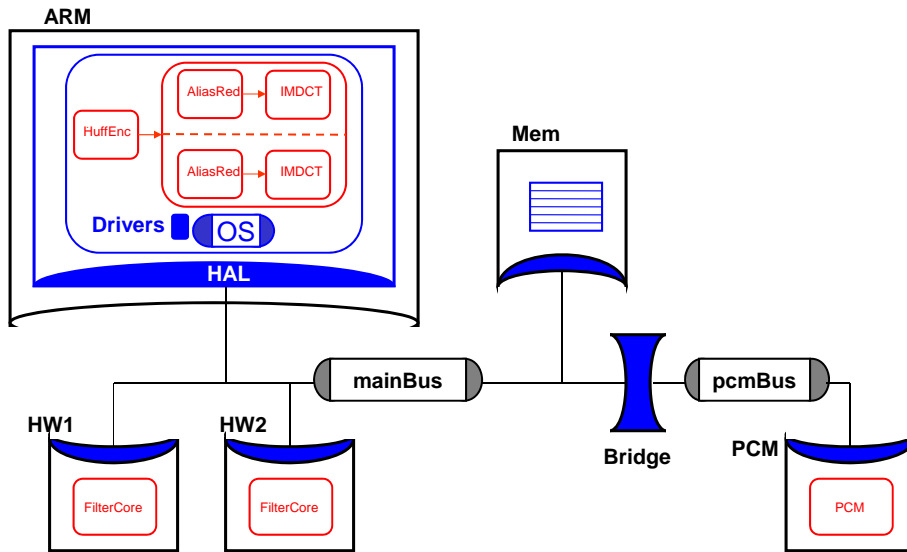 ARM
AliasRed
IMDCT
HuffEnc
AliasRed
IMDCT
Drivers
OS
HAL
Mem
mainBus
pcmBus
HW1
HW2
Bridge
PCM
FilterCore
FilterCore
PCM